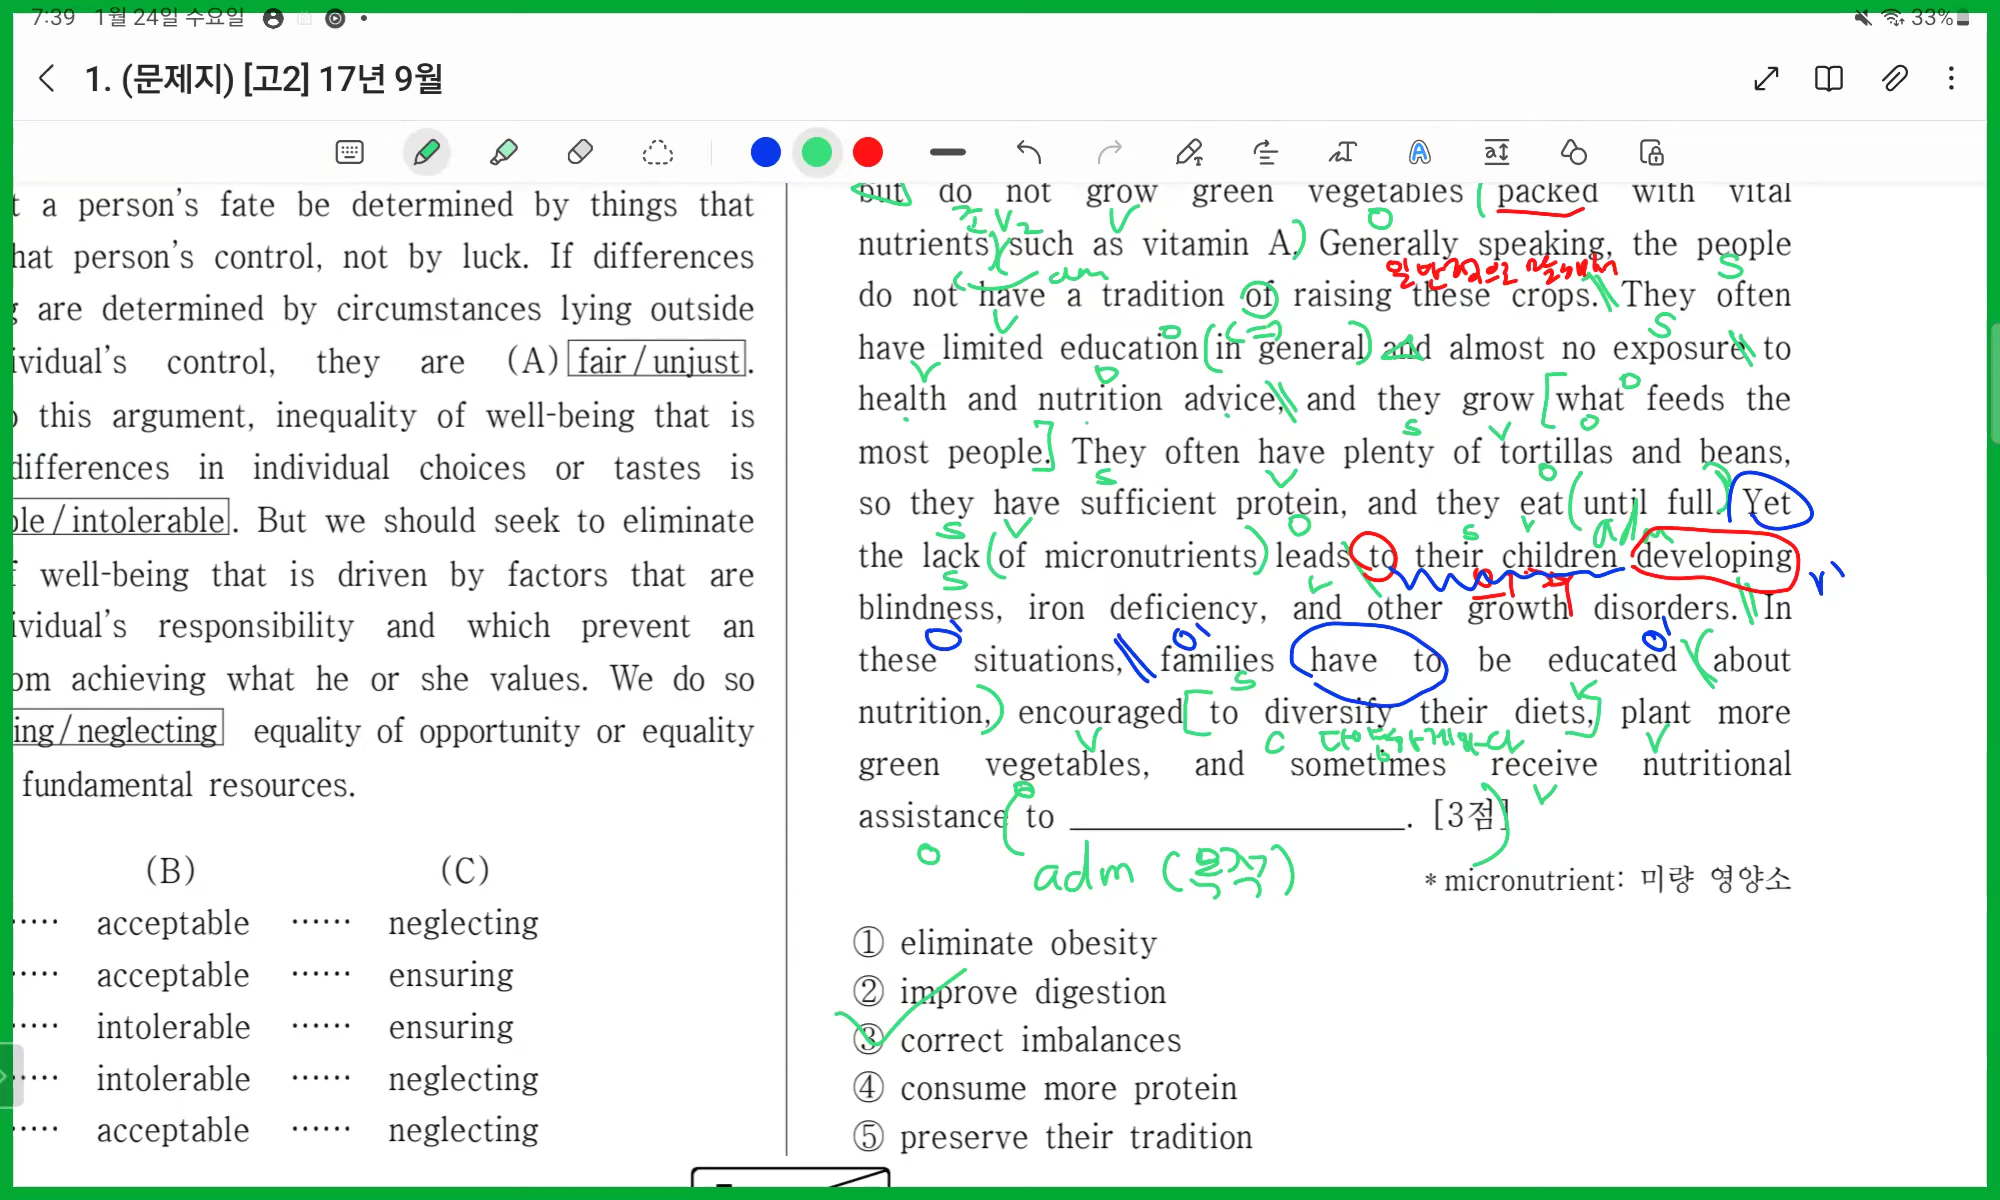 7:39 1월 24일 수요일
33%
1. (문제지) [고2] 17년 9월
t a person's fate be determined by things that
hat person's control, not by luck. If differences
g are determined by circumstances lying outside
ividual's control, they are (A) fair / unjust.
o this argument, inequality of well-being that is
differences in individual choices or tastes is
ble / intolerable. But we should seek to eliminate
f well-being that is driven by factors that are
ividual's responsibility and which prevent an
om achieving what he or she values. We do so
ing / neglecting equality of opportunity or equality
fundamental resources.
(B) (C)
····· acceptable ······ neglecting
····· acceptable ······ ensuring
····· intolerable ······ ensuring
····· intolerable ······ neglecting
····· acceptable ······ neglecting
but do not grow green vegetables packed with vital
nutrients such as vitamin A. Generally speaking, the people
일반적으로 말해서
do not have a tradition of raising these crops. They often
have limited education in general and almost no exposure to
health and nutrition advice, and they grow what feeds the
most people. They often have plenty of tortillas and beans,
so they have sufficient protein, and they eat until full. Yet
the lack of micronutrients leads to their children developing
blindness, iron deficiency, and other growth disorders. In
these situations, families have to be educated about
nutrition, encouraged to diversify their diets, plant more
green vegetables, and sometimes receive nutritional
assistance to ____________. [3점]
adm (목적)
* micronutrient: 미량 영양소
① eliminate obesity
② improve digestion
③ correct imbalances
④ consume more protein
⑤ preserve their tradition